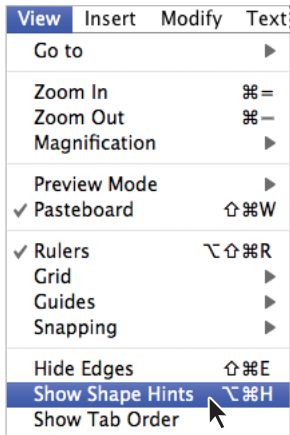 View Insert Modify Text
Go to ▶
Zoom In ⌘=
Zoom Out ⌘−
Magnification ▶
Preview Mode ▶
✓ Pasteboard ⇧⌘W
✓ Rulers ⌥⇧⌘R
Grid ▶
Guides ▶
Snapping ▶
Hide Edges ⇧⌘E
Show Shape Hints ⌥⌘H
Show Tab Order